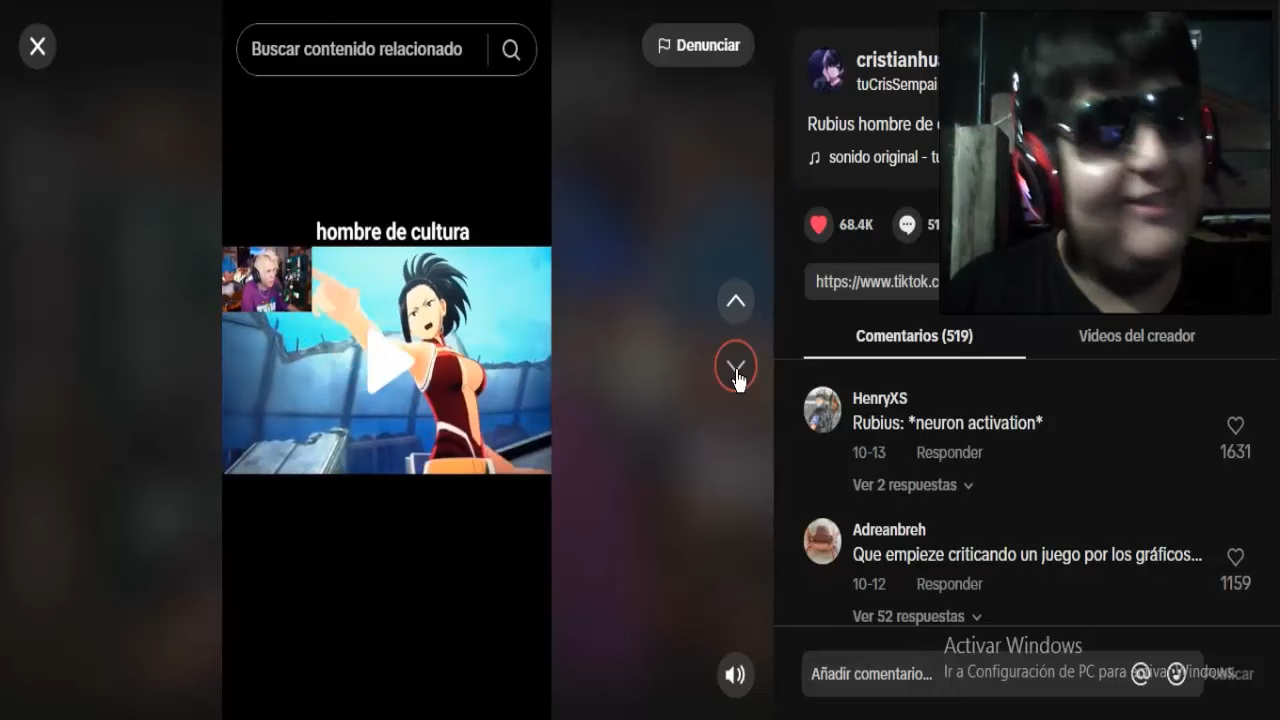 Buscar contenido relacionado
Denunciar
hombre de cultura
cristianhu
tuCrisSempai
Rubius hombre de
sonido original - tu
68.4K
51
https://www.tiktok.c
Comentarios (519)
Videos del creador
HenryXS
Rubius: *neuron activation*
10-13 Responder
1631
Ver 2 respuestas
Adreanbreh
Que empieze criticando un juego por los gráficos...
10-12 Responder
1159
Ver 52 respuestas
Activar Windows
Ir a Configuración de PC para activar Windows.
Añadir comentario...
Publicar